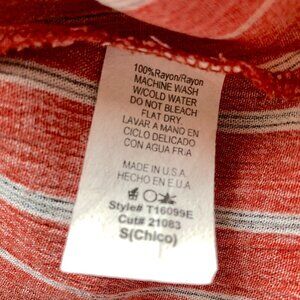 100%Rayon/Rayon
MACHINE WASH
W/COLD WATER
DO NOT BLEACH
FLAT DRY
LAVAR A MANO EN
CICLO DELICADO
CON AGUA FRIA
MADE IN U.S.A
HECHO EN E.U.A
Style# T16099E
Cut# 21083
S(Chico)